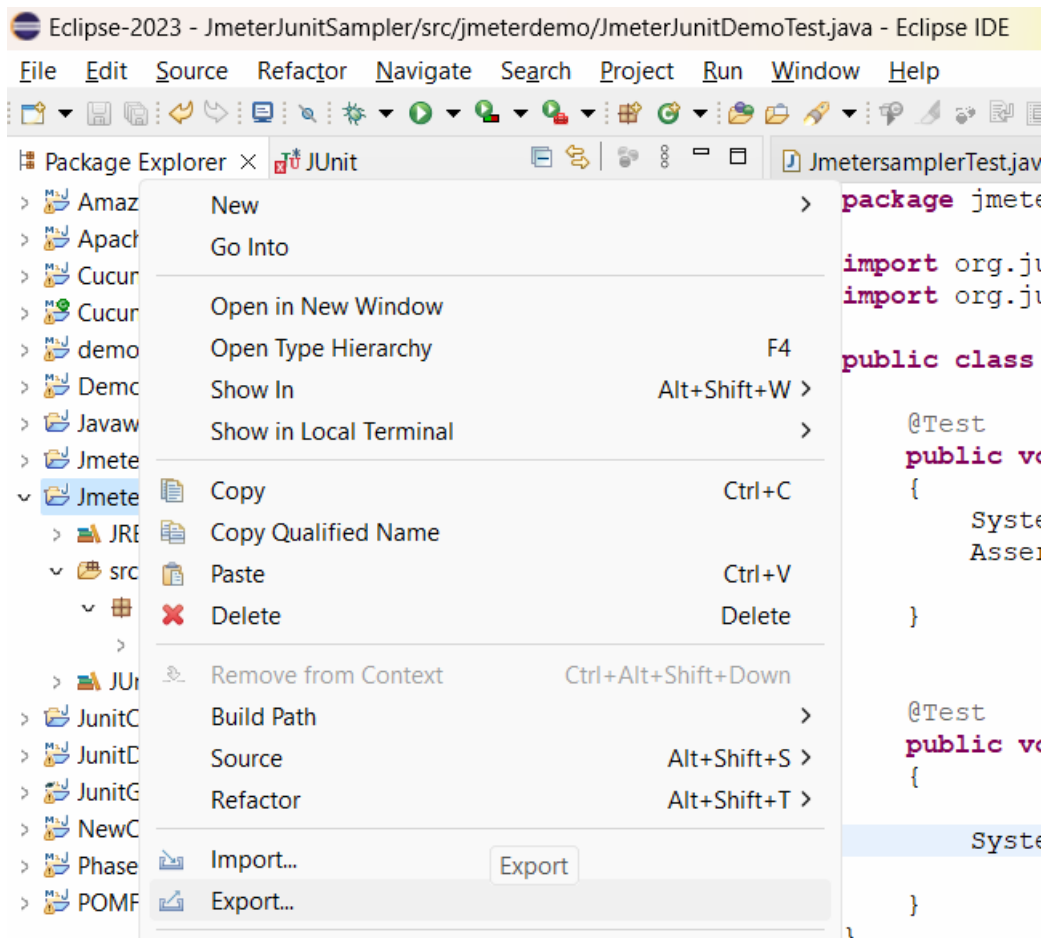 Eclipse-2023 - JmeterJunitSampler/src/jmeterdemo/JmeterJunitDemoTest.java - Eclipse IDE
File Edit Source Refactor Navigate Search Project Run Window Help
Package Explorer × JUnit
JmetersamplerTest.jav
Amaz
Apach
Cucur
Cucur
demo
Demo
Javaw
Jmete
Jmete
JRE
src
JUn
JunitC
JunitD
JunitG
NewC
Phase
POMF
New
Go Into
Open in New Window
Open Type Hierarchy F4
Show In Alt+Shift+W
Show in Local Terminal
Copy Ctrl+C
Copy Qualified Name
Paste Ctrl+V
Delete Delete
Remove from Context Ctrl+Alt+Shift+Down
Build Path
Source Alt+Shift+S
Refactor Alt+Shift+T
Import...
Export
Export...
package jmete
import org.ju
import org.ju
public class
@Test
public vo
{
Syste
Asser
}
@Test
public vo
{
Syste
}
}